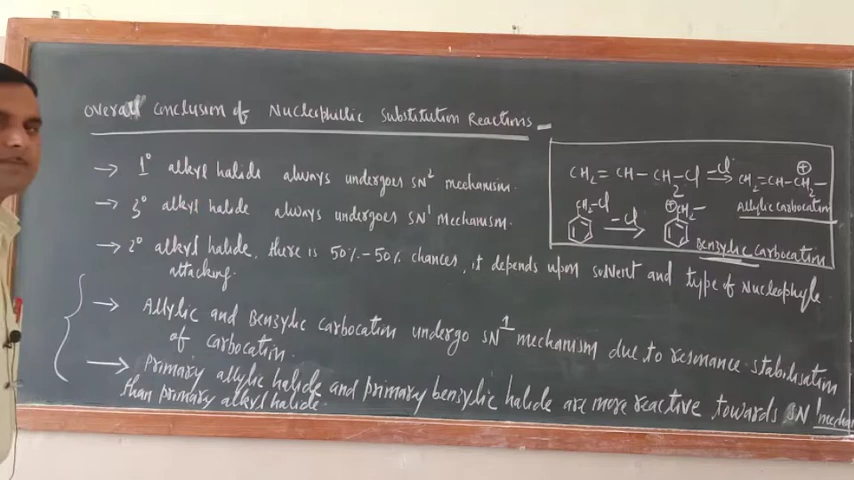 Overall conclusion of Nucleophilic Substitution Reactions -
→ 1° alkyl halide always undergoes SN² mechanism.
→ 3° alkyl halide always undergoes SN¹ mechanism.
→ 2° alkyl halide, there is 50% - 50% chances, it depends upon solvent and type of Nucleophyle
attacking.
→ Allylic and Benzylic carbocation undergo SN¹ mechanism due to resonance stabilisation
of carbocation.
→ Primary allylic halide and primary benzylic halide are more reactive towards SN¹ mechan
than primary alkyl halide.
CH₂ = CH - CH₂ - Cl -Cl⁻ → CH₂ = CH - CH₂ ⊕
Allylic carbocation
CH₂-Cl -Cl → ⊕ CH₂-
Benzylic carbocation